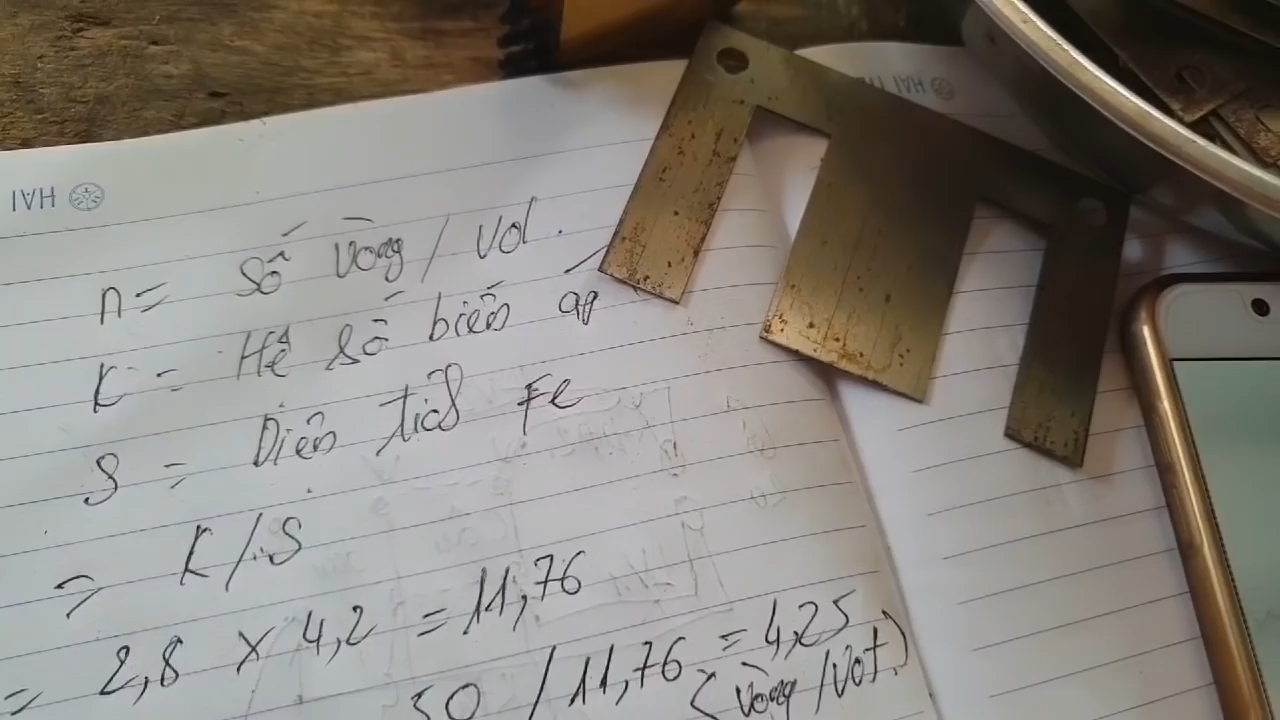 HAI
HẢI
n = Số vòng / Vol.
K = Hệ số biến áp
S = Diện tích Fe
= K / S
= 2,8 x 4,2 = 11,76
50 / 11,76 = 4,25
(vòng / Vot.)